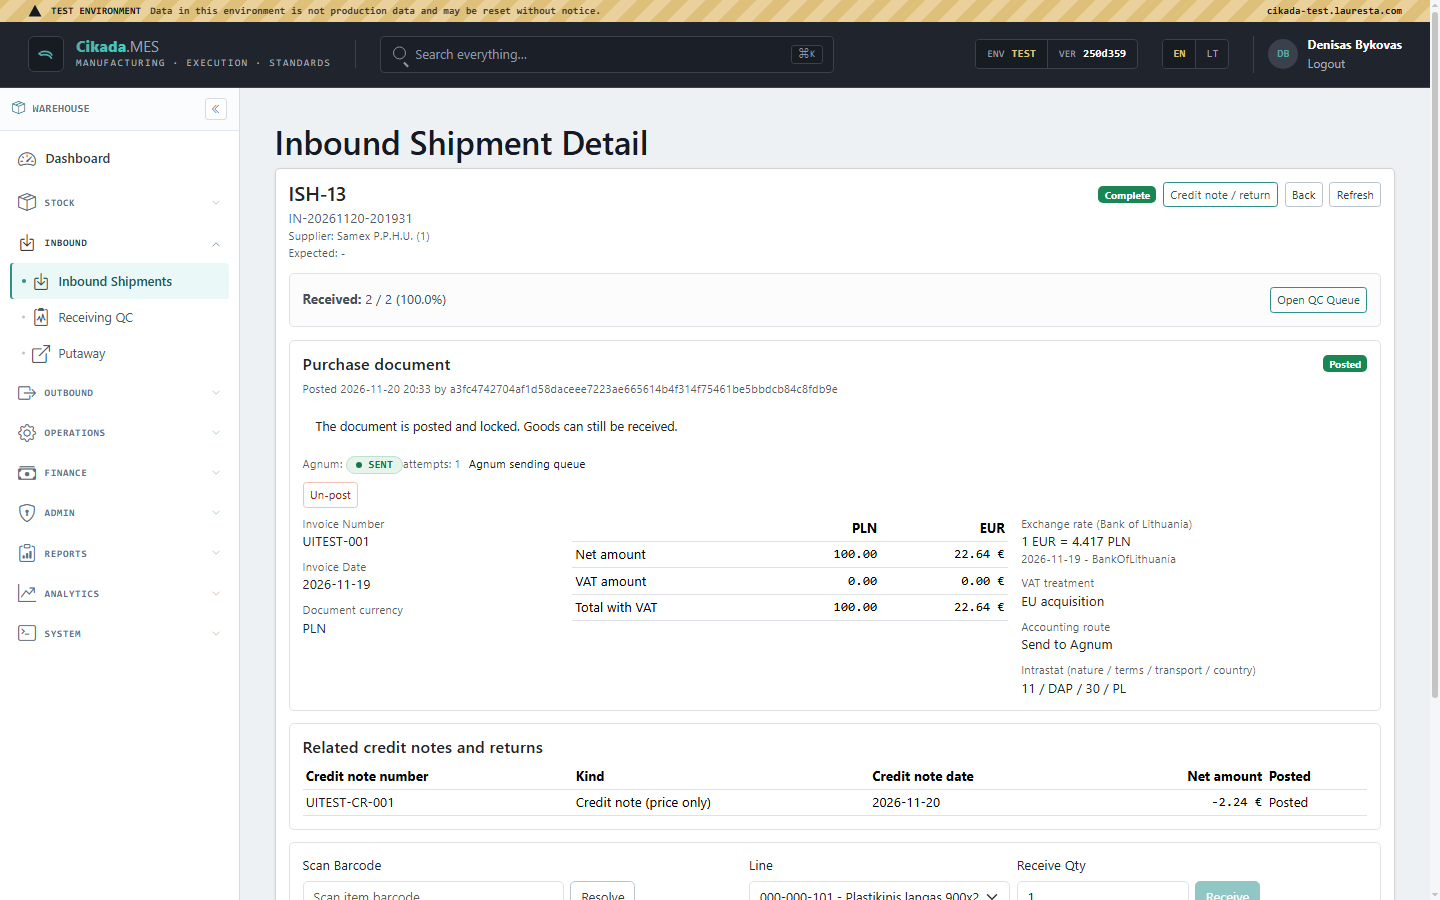 TEST ENVIRONMENT Data in this environment is not production data and may be reset without notice.
cikada-test.lauresta.com
Cikada.MES
MANUFACTURING · EXECUTION · STANDARDS
Search everything...
⌘K
ENV TEST VER 250d359
EN LT
DB
Denisas Bykovas
Logout
WAREHOUSE
Dashboard
STOCK
INBOUND
Inbound Shipments
Receiving QC
Putaway
OUTBOUND
OPERATIONS
FINANCE
ADMIN
REPORTS
ANALYTICS
SYSTEM
Inbound Shipment Detail
ISH-13
Complete Credit note / return Back Refresh
IN-20261120-201931
Supplier: Samex P.P.H.U. (1)
Expected: -
Received: 2 / 2 (100.0%)
Open QC Queue
Purchase document
Posted
Posted 2026-11-20 20:33 by a3fc4742704af1d58daceee7223ae665614b4f314f75461be5bbdcb84c8fdb9e
The document is posted and locked. Goods can still be received.
Agnum: SENT attempts: 1 Agnum sending queue
Un-post
Invoice Number
UITEST-001
Invoice Date
2026-11-19
Document currency
PLN
PLN EUR
Net amount 100.00 22.64 €
VAT amount 0.00 0.00 €
Total with VAT 100.00 22.64 €
Exchange rate (Bank of Lithuania)
1 EUR = 4.417 PLN
2026-11-19 - BankOfLithuania
VAT treatment
EU acquisition
Accounting route
Send to Agnum
Intrastat (nature / terms / transport / country)
11 / DAP / 30 / PL
Related credit notes and returns
Credit note number Kind Credit note date Net amount Posted
UITEST-CR-001 Credit note (price only) 2026-11-20 -2.24 € Posted
Scan Barcode Line Receive Qty
Scan item barcode Resolve 000-000-101 - Plastikinis langas 900x2 1 Receive